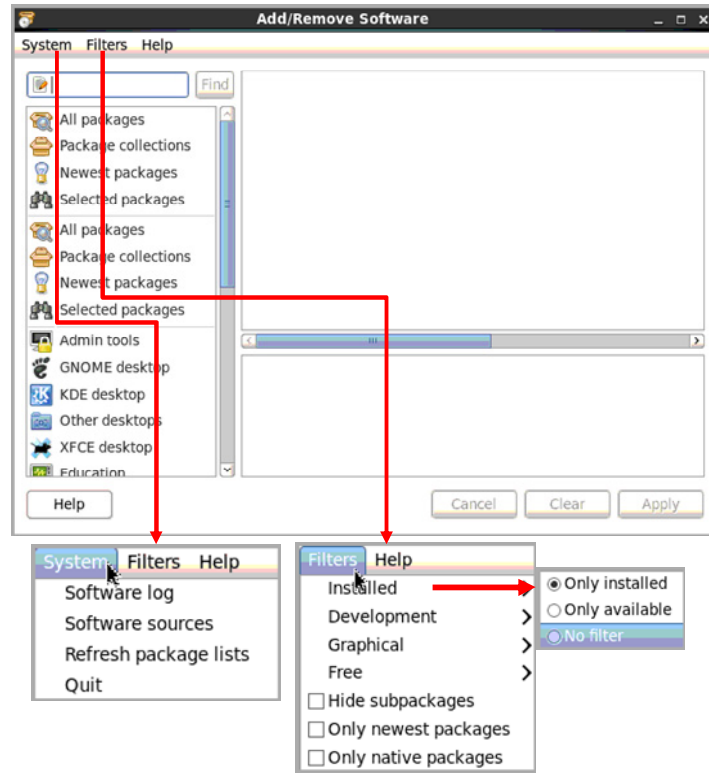 Add/Remove Software
System Filters Help
Find
All packages
Package collections
Newest packages
Selected packages
All packages
Package collections
Newest packages
Selected packages
Admin tools
GNOME desktop
KDE desktop
Other desktops
XFCE desktop
Education
Help
Cancel
Clear
Apply
System Filters Help
Software log
Software sources
Refresh package lists
Quit
Filters Help
Installed
Development
Graphical
Free
Hide subpackages
Only newest packages
Only native packages
Only installed
Only available
No filter